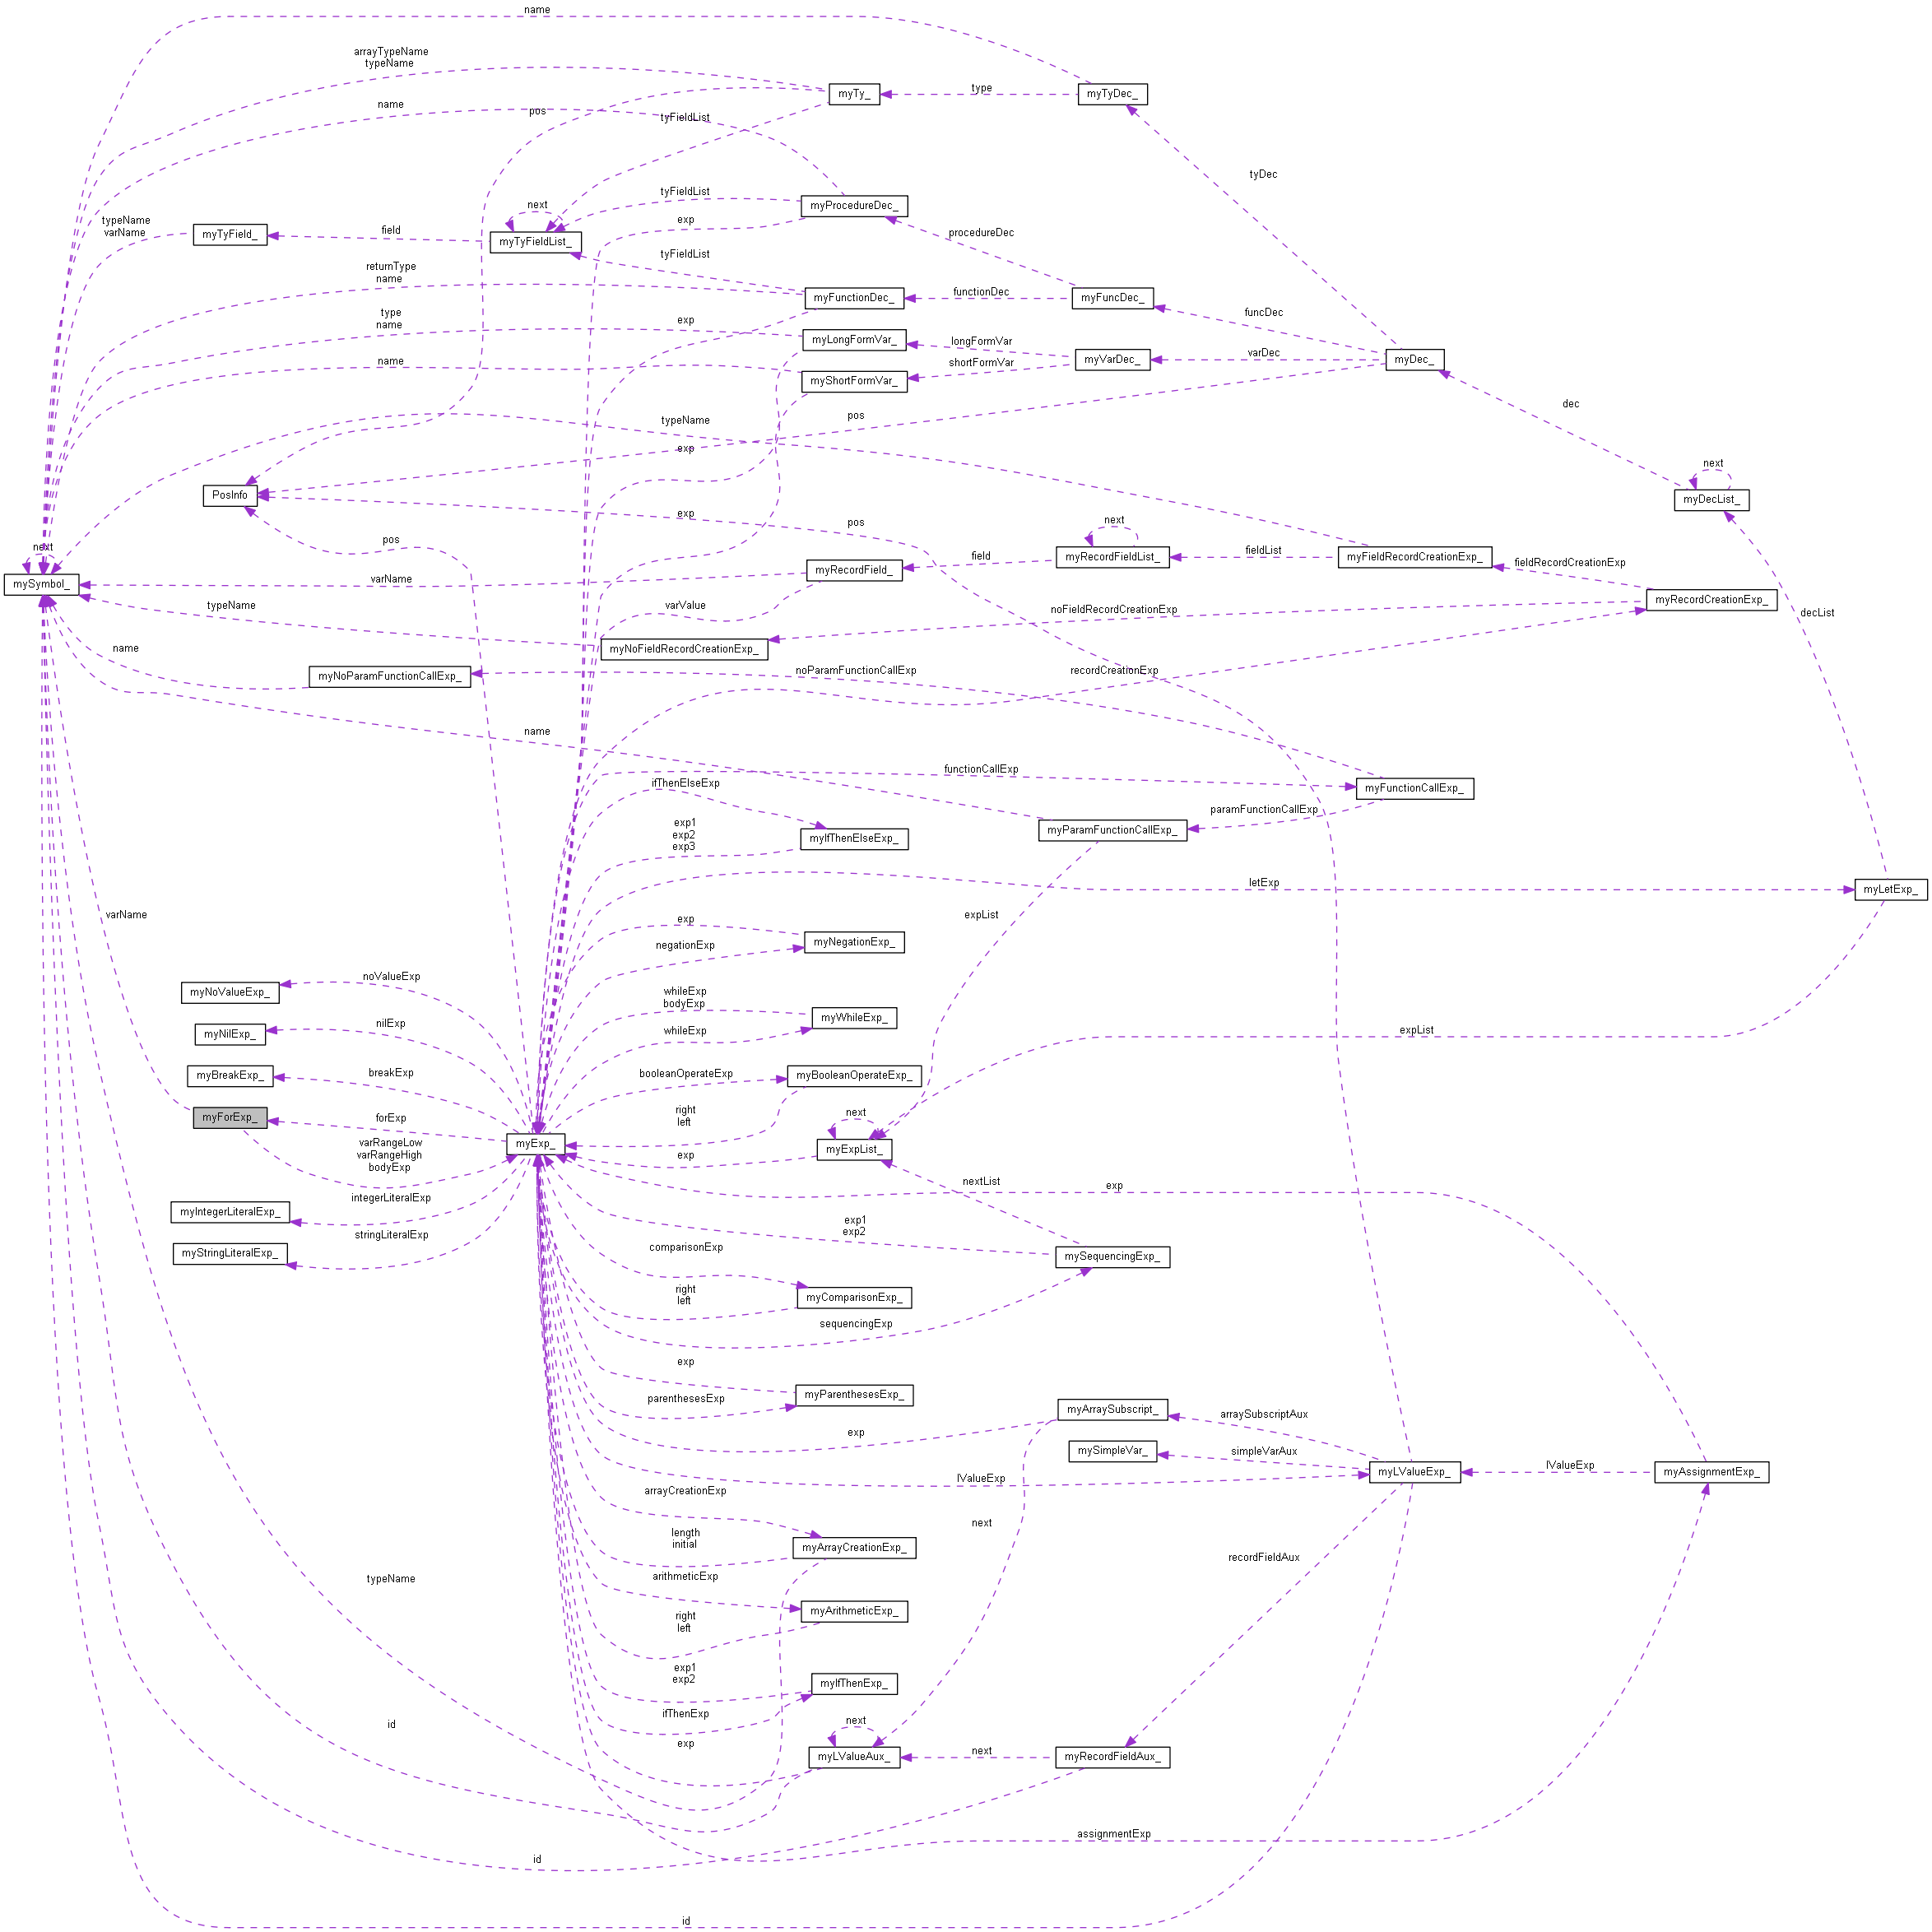 name
arrayTypeName
typeName
myTy_
type
myTyDec_
name
pos
tyFieldList
tyDec
tyFieldList
myProcedureDec_
next
typeName
varName
myTyField_
field
myTyFieldList_
exp
procedureDec
tyFieldList
returnType
name
myFunctionDec_
functionDec
myFuncDec_
type
name
exp
funcDec
myLongFormVar_
longFormVar
varDec
myVarDec_
myDec_
name
shortFormVar
myShortFormVar_
dec
typeName
pos
exp
next
PosInfo
myDecList_
exp
pos
next
pos
next
mySymbol_
varName
myRecordField_
field
myRecordFieldList_
fieldList
myFieldRecordCreationExp_
fieldRecordCreationExp
typeName
varValue
noFieldRecordCreationExp
myRecordCreationExp_
decList
name
myNoFieldRecordCreationExp_
myNoParamFunctionCallExp_
noParamFunctionCallExp
recordCreationExp
name
functionCallExp
ifThenElseExp
myFunctionCallExp_
paramFunctionCallExp
exp1
exp2
exp3
myIfThenElseExp_
myParamFunctionCallExp_
letExp
myLetExp_
varName
exp
expList
negationExp
myNegationExp_
noValueExp
myNoValueExp_
whileExp
bodyExp
myWhileExp_
nilExp
myNilExp_
whileExp
expList
breakExp
myBreakExp_
booleanOperateExp
myBooleanOperateExp_
myForExp_
forExp
right
left
next
varRangeLow
varRangeHigh
bodyExp
myExp_
myExpList_
exp
integerLiteralExp
myIntegerLiteralExp_
nextList
exp
stringLiteralExp
myStringLiteralExp_
exp1
exp2
comparisonExp
mySequencingExp_
right
left
myComparisonExp_
sequencingExp
exp
parenthesesExp
myParenthesesExp_
myArraySubscript_
arraySubscriptAux
exp
mySimpleVar_
simpleVarAux
lValueExp
myLValueExp_
lValueExp
myAssignmentExp_
arrayCreationExp
next
length
initial
myArrayCreationExp_
typeName
arithmeticExp
recordFieldAux
right
left
myArithmeticExp_
exp1
exp2
myIfThenExp_
id
ifThenExp
next
exp
myLValueAux_
next
myRecordFieldAux_
assignmentExp
id
id